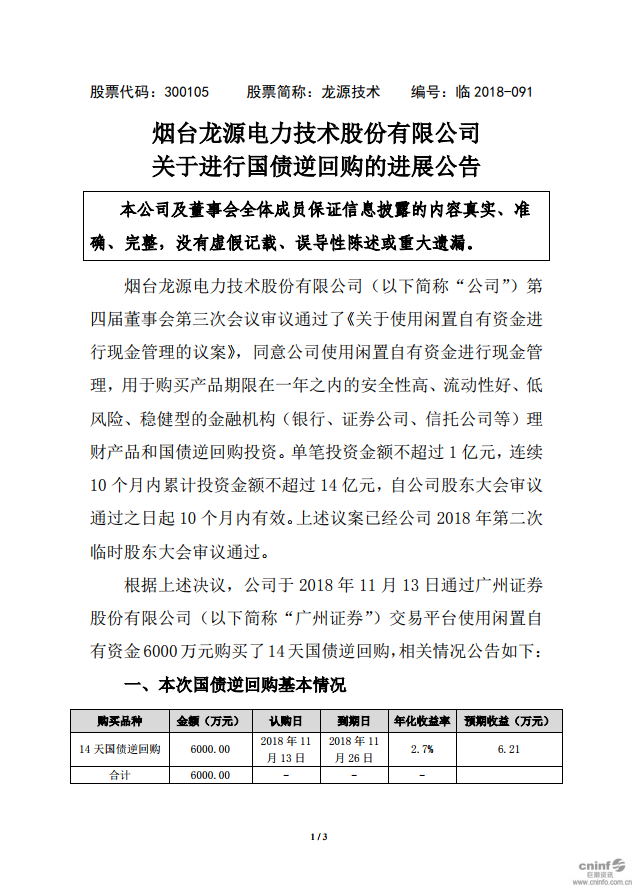 股票代码：300105 股票简称：龙源技术 编号：临 2018-091
烟台龙源电力技术股份有限公司
关于进行国债逆回购的进展公告
本公司及董事会全体成员保证信息披露的内容真实、准
确、完整，没有虚假记载、误导性陈述或重大遗漏。
烟台龙源电力技术股份有限公司（以下简称“公司”）第
四届董事会第三次会议审议通过了《关于使用闲置自有资金进
行现金管理的议案》，同意公司使用闲置自有资金进行现金管
理，用于购买产品期限在一年之内的安全性高、流动性好、低
风险、稳健型的金融机构（银行、证券公司、信托公司等）理
财产品和国债逆回购投资。单笔投资金额不超过 1 亿元，连续
10 个月内累计投资金额不超过 14 亿元，自公司股东大会审议
通过之日起 10 个月内有效。上述议案已经公司 2018 年第二次
临时股东大会审议通过。
根据上述决议，公司于 2018 年 11 月 13 日通过广州证券
股份有限公司（以下简称“广州证券”）交易平台使用闲置自
有资金 6000 万元购买了 14 天国债逆回购，相关情况公告如下：
一、本次国债逆回购基本情况
购买品种 金额（万元） 认购日 到期日 年化收益率 预期收益（万元）
14 天国债逆回购 6000.00 2018 年 11 月 13 日 2018 年 11 月 26 日 2.7% 6.21
合计 6000.00 - - -
1 / 3
cninf
巨潮资讯
www.cninfo.com.cn